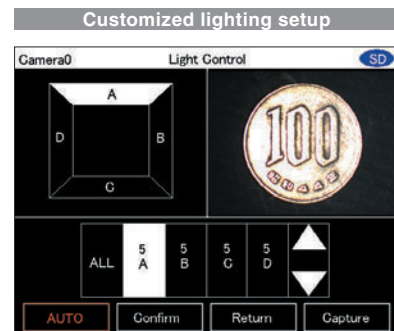 Customized lighting setup
Camera0 Light Control SD
A
D B
C
100
ALL 5 A 5 B 5 C 5 D
AUTO Confirm Return Capture